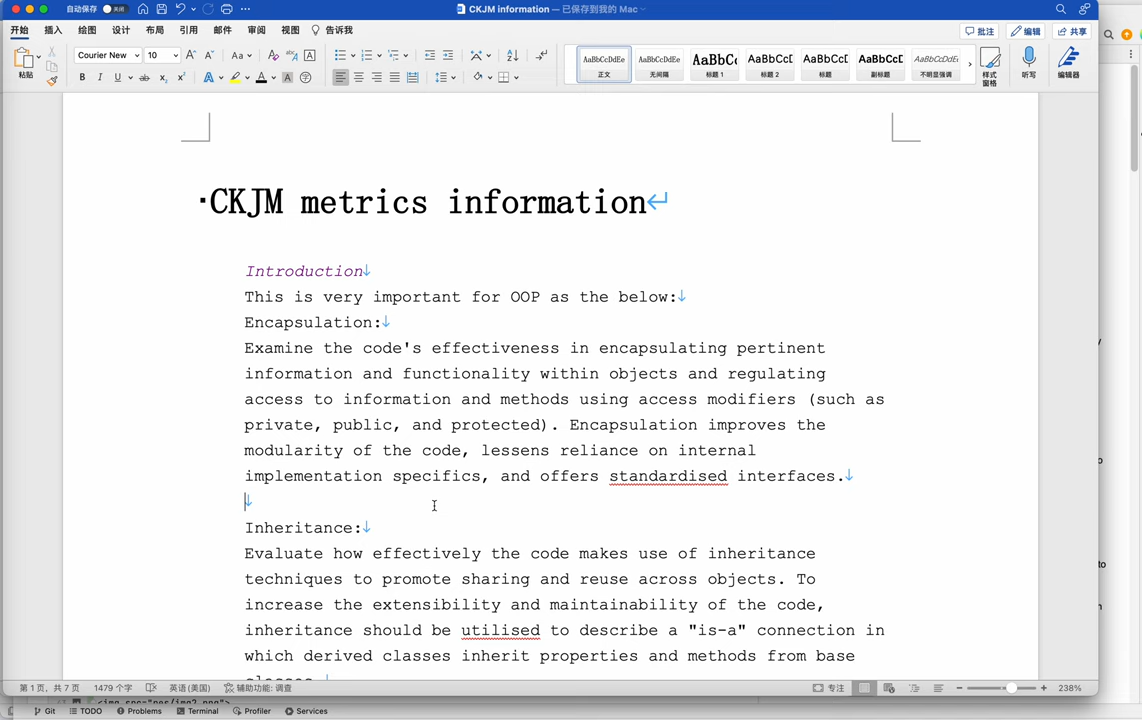 自动保存 关闭
CKJM information — 已保存到我的 Mac
开始 插入 绘图 设计 布局 引用 邮件 审阅 视图 告诉我
批注 编辑 共享
粘贴
Courier New 10
正文 无间隔 标题 1 标题 2 标题 副标题 不明显强调
样式窗格 听写 编辑器
CKJM metrics information
Introduction
This is very important for OOP as the below:
Encapsulation:
Examine the code's effectiveness in encapsulating pertinent
information and functionality within objects and regulating
access to information and methods using access modifiers (such as
private, public, and protected). Encapsulation improves the
modularity of the code, lessens reliance on internal
implementation specifics, and offers standardised interfaces.
Inheritance:
Evaluate how effectively the code makes use of inheritance
techniques to promote sharing and reuse across objects. To
increase the extensibility and maintainability of the code,
inheritance should be utilised to describe a "is-a" connection in
which derived classes inherit properties and methods from base
第 1 页，共 7 页 1479 个字 英语(美国) 辅助功能: 调查 专注 238%
Git TODO Problems Terminal Profiler Services